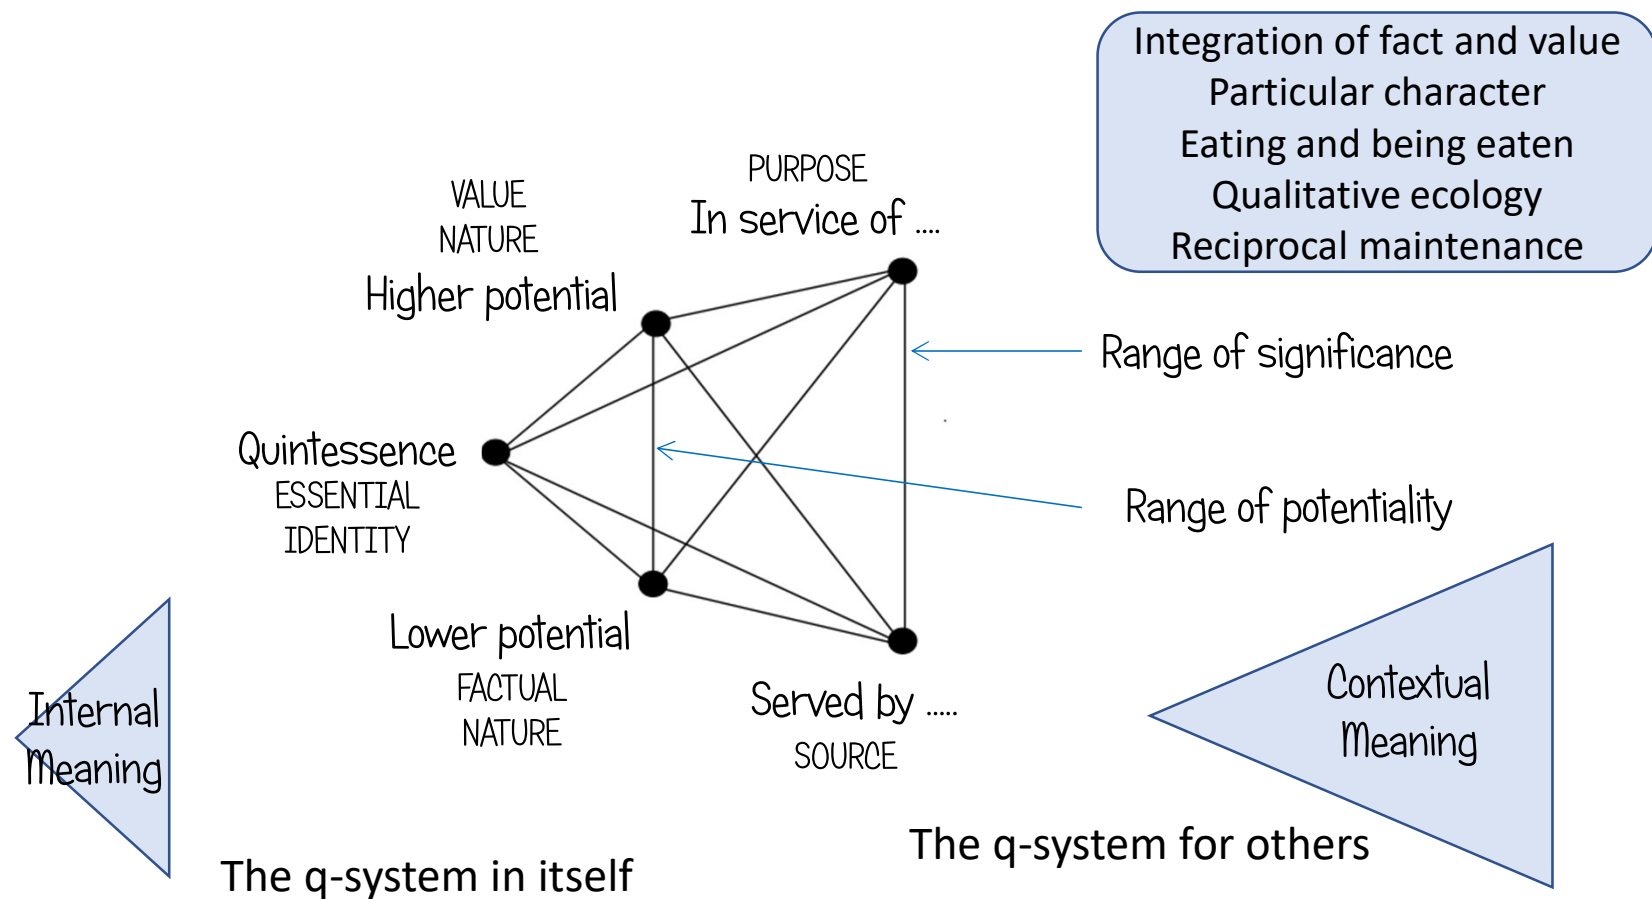 Integration of fact and value
Particular character
Eating and being eaten
Qualitative ecology
Reciprocal maintenance
PURPOSE
In service of ....
VALUE
NATURE
Higher potential
Range of significance
Quintessence
ESSENTIAL
IDENTITY
Range of potentiality
Lower potential
FACTUAL
NATURE
Served by .....
SOURCE
Internal
Meaning
Contextual
Meaning
The q-system in itself
The q-system for others